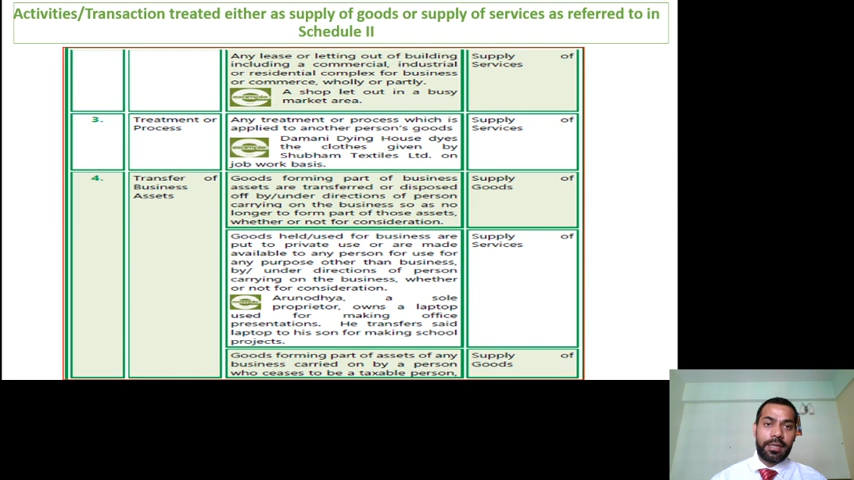 Activities/Transaction treated either as supply of goods or supply of services as referred to in
Schedule II
Any lease or letting out of building
including a commercial, industrial
or residential complex for business
or commerce, wholly or partly.
A shop let out in a busy
market area.
Supply of
Services
3.
Treatment or
Process
Any treatment or process which is
applied to another person's goods
Damani Dying House dyes
the clothes given by
Shubham Textiles Ltd. on
job work basis.
Supply of
Services
4.
Transfer of
Business
Assets
Goods forming part of business
assets are transferred or disposed
off by/under directions of person
carrying on the business so as no
longer to form part of those assets,
whether or not for consideration.
Supply of
Goods
Goods held/used for business are
put to private use or are made
available to any person for use for
any purpose other than business,
by/ under directions of person
carrying on the business, whether
or not for consideration.
Arunodhya, a sole
proprietor, owns a laptop
used for making office
presentations. He transfers said
laptop to his son for making school
projects.
Supply of
Services
Goods forming part of assets of any
business carried on by a person
who ceases to be a taxable person,
Supply of
Goods